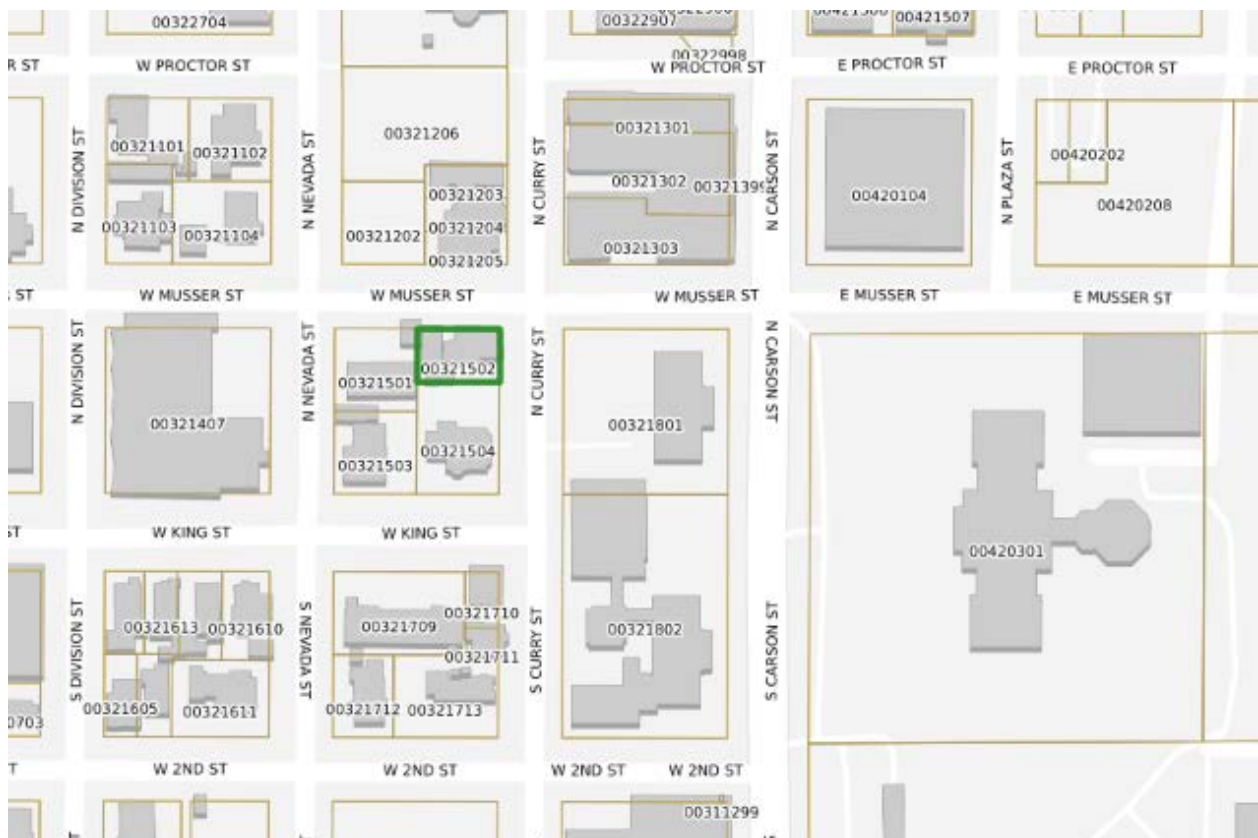 00322704
00322907
00421507
00322998
W PROCTOR ST
W PROCTOR ST
E PROCTOR ST
E PROCTOR ST
N DIVISION ST
N NEVADA ST
N CURRY ST
N CARSON ST
N PLAZA ST
00321101
00321102
00321206
00321301
00420202
00321302
00321399
00420104
00420208
00321103
00321104
00321203
00321204
00321202
00321205
00321303
ST
W MUSSER ST
W MUSSER ST
W MUSSER ST
E MUSSER ST
E MUSSER ST
N DIVISION ST
N NEVADA ST
N CURRY ST
N CARSON ST
00321501
00321502
00321407
00321801
00321503
00321504
W KING ST
W KING ST
00420301
S DIVISION ST
S NEVADA ST
S CURRY ST
S CARSON ST
00321613
00321610
00321709
00321710
00321802
00321711
00321605
00321611
00321712
00321713
0703
W 2ND ST
W 2ND ST
W 2ND ST
W 2ND ST
00311299